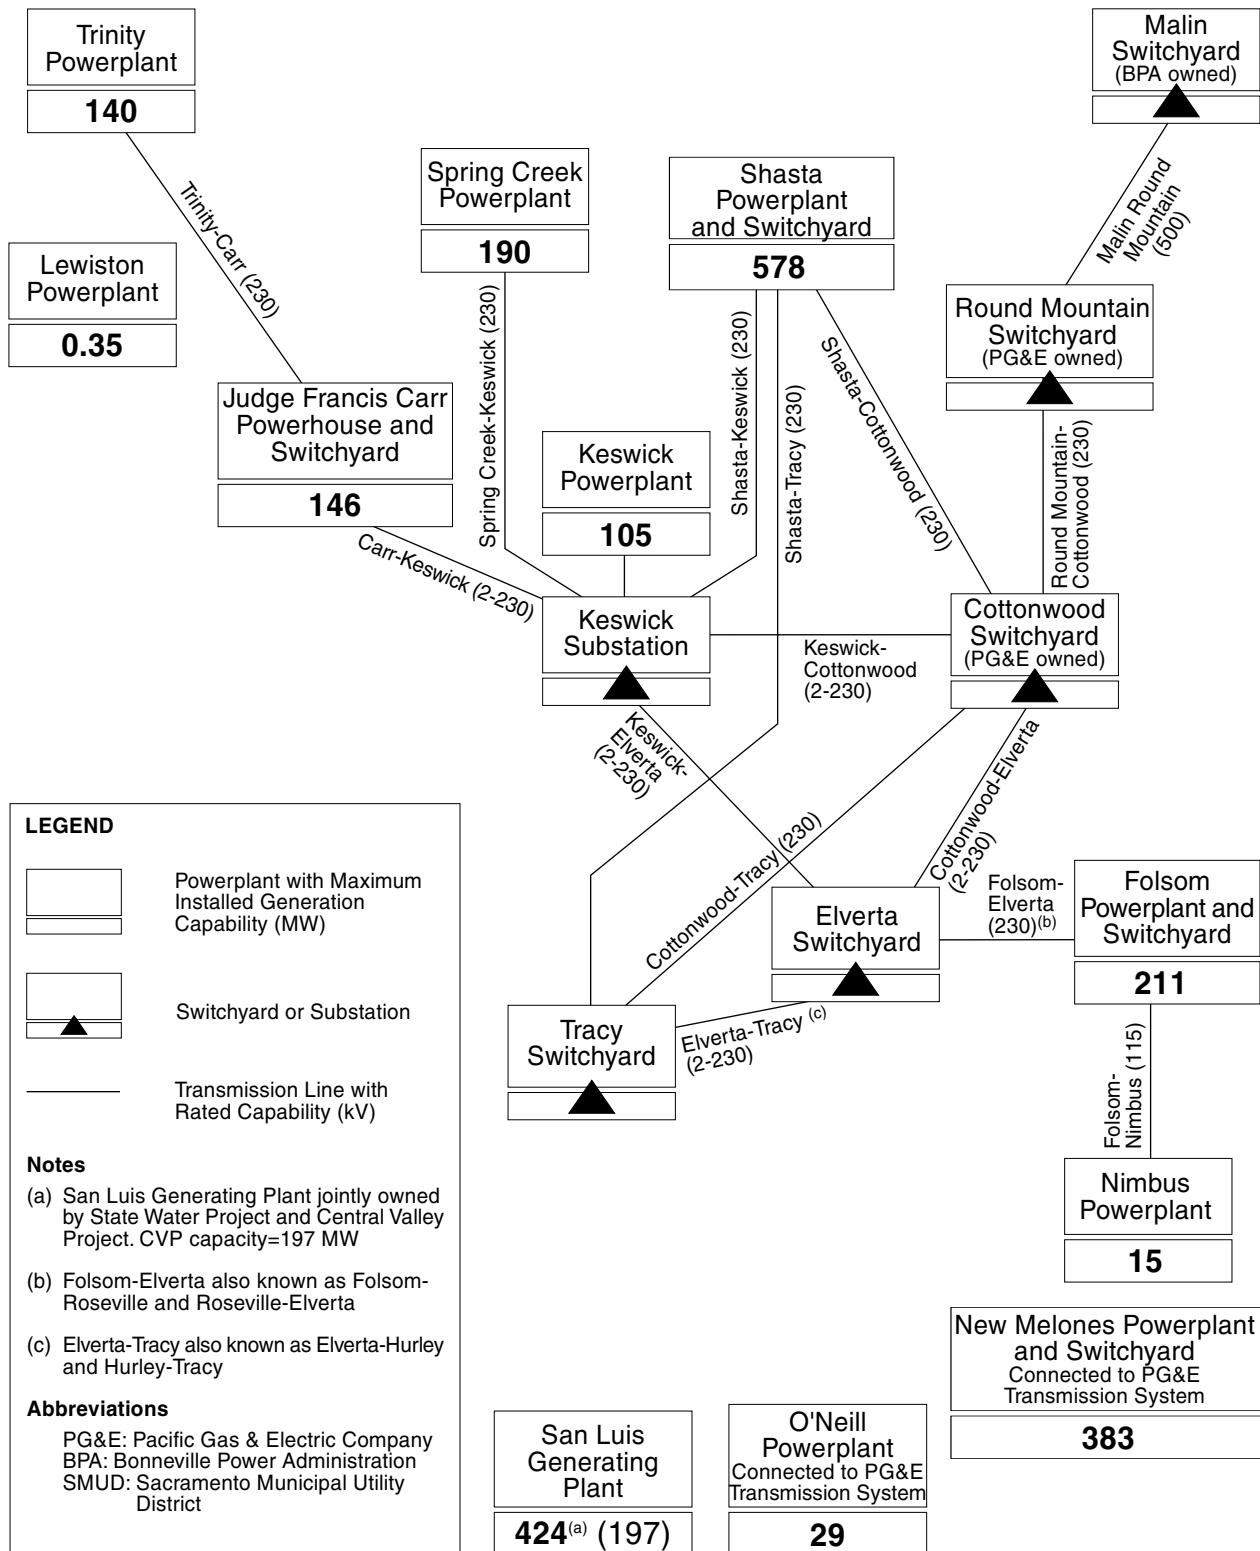 Trinity
Powerplant
140
Malin
Switchyard
(BPA owned)
Spring Creek
Powerplant
190
Shasta
Powerplant
and Switchyard
578
Trinity-Carr (230)
Malin Round
Mountain
(500)
Lewiston
Powerplant
0.35
Round Mountain
Switchyard
(PG&E owned)
Judge Francis Carr
Powerhouse and
Switchyard
146
Spring Creek-Keswick (230)
Keswick
Powerplant
105
Shasta-Keswick (230)
Shasta-Tracy (230)
Shasta-Cottonwood (230)
Round Mountain-
Cottonwood (230)
Carr-Keswick (2-230)
Keswick
Substation
Keswick-
Cottonwood
(2-230)
Cottonwood
Switchyard
(PG&E owned)
Keswick-
Elverta
(2-230)
Cottonwood-Tracy (230)
Cottonwood-Elverta
(2-230)
Elverta
Switchyard
Folsom-
Elverta
(230)(b)
Folsom
Powerplant and
Switchyard
211
Tracy
Switchyard
Elverta-Tracy (c)
(2-230)
Folsom-
Nimbus (115)
Nimbus
Powerplant
15
LEGEND
Powerplant with Maximum
Installed Generation
Capability (MW)
Switchyard or Substation
Transmission Line with
Rated Capability (kV)
Notes
(a) San Luis Generating Plant jointly owned
by State Water Project and Central Valley
Project. CVP capacity=197 MW
(b) Folsom-Elverta also known as Folsom-
Roseville and Roseville-Elverta
(c) Elverta-Tracy also known as Elverta-Hurley
and Hurley-Tracy
Abbreviations
PG&E: Pacific Gas & Electric Company
BPA: Bonneville Power Administration
SMUD: Sacramento Municipal Utility
District
San Luis
Generating
Plant
424(a) (197)
O'Neill
Powerplant
Connected to PG&E
Transmission System
29
New Melones Powerplant
and Switchyard
Connected to PG&E
Transmission System
383